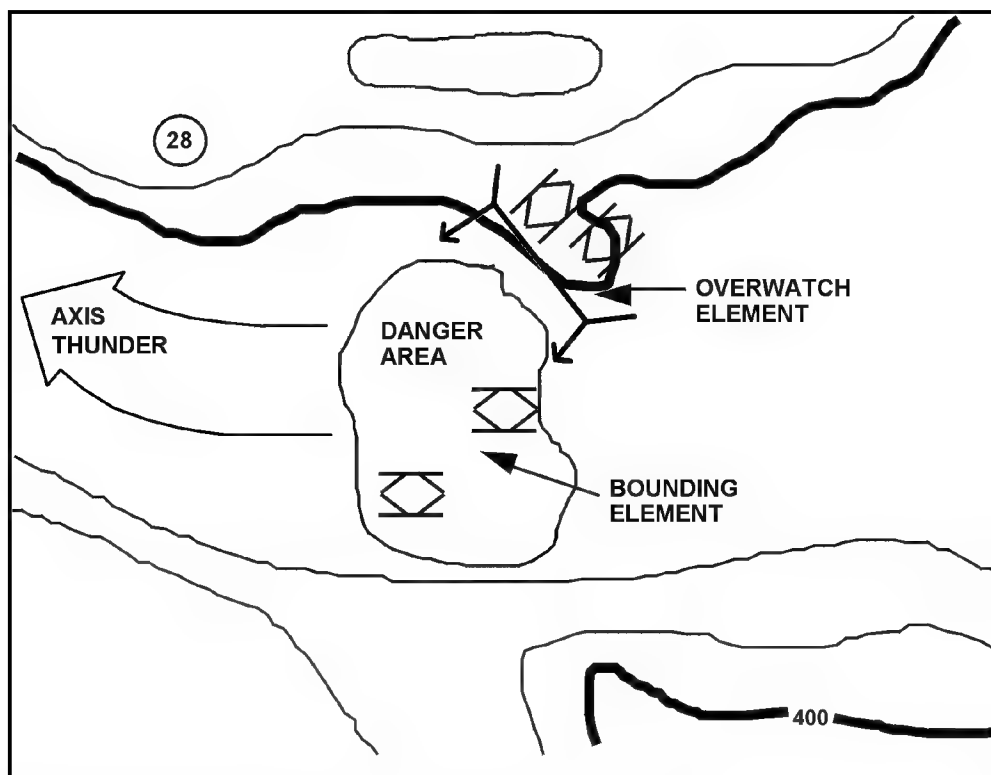 28
OVERWATCH
ELEMENT
AXIS
THUNDER
DANGER
AREA
BOUNDING
ELEMENT
400